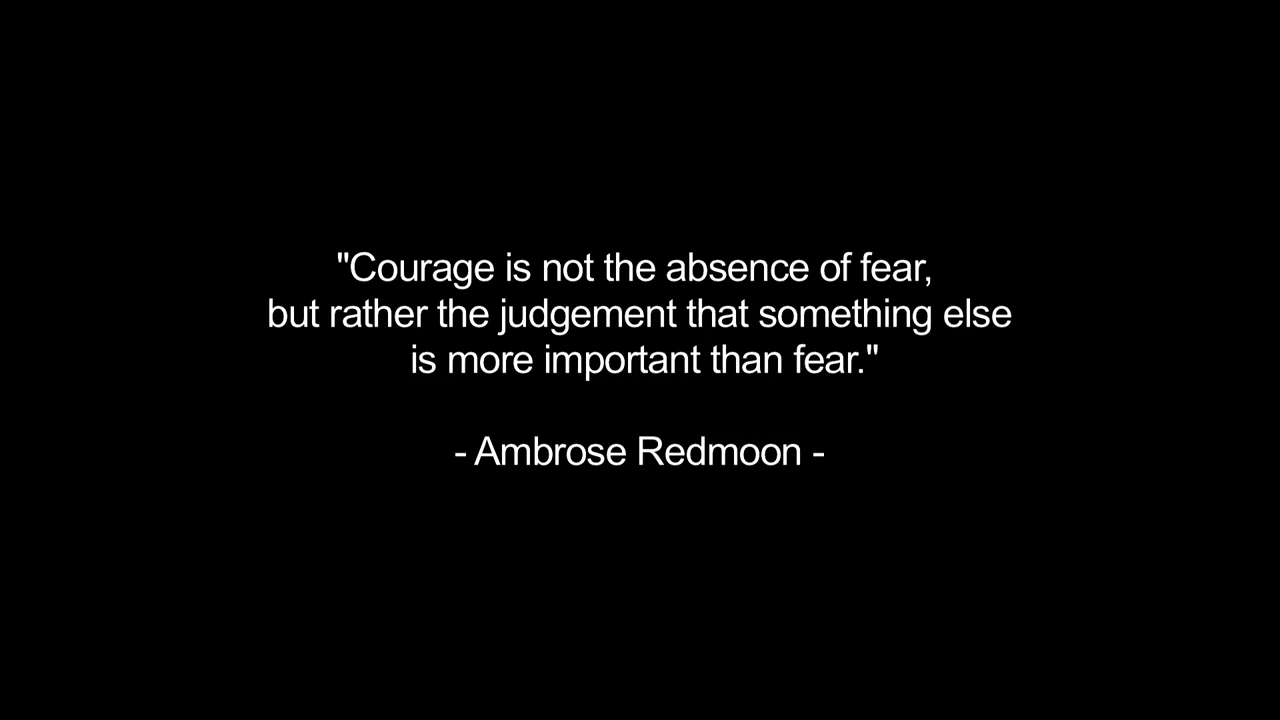 "Courage is not the absence of fear,
but rather the judgement that something else
is more important than fear."
- Ambrose Redmoon -